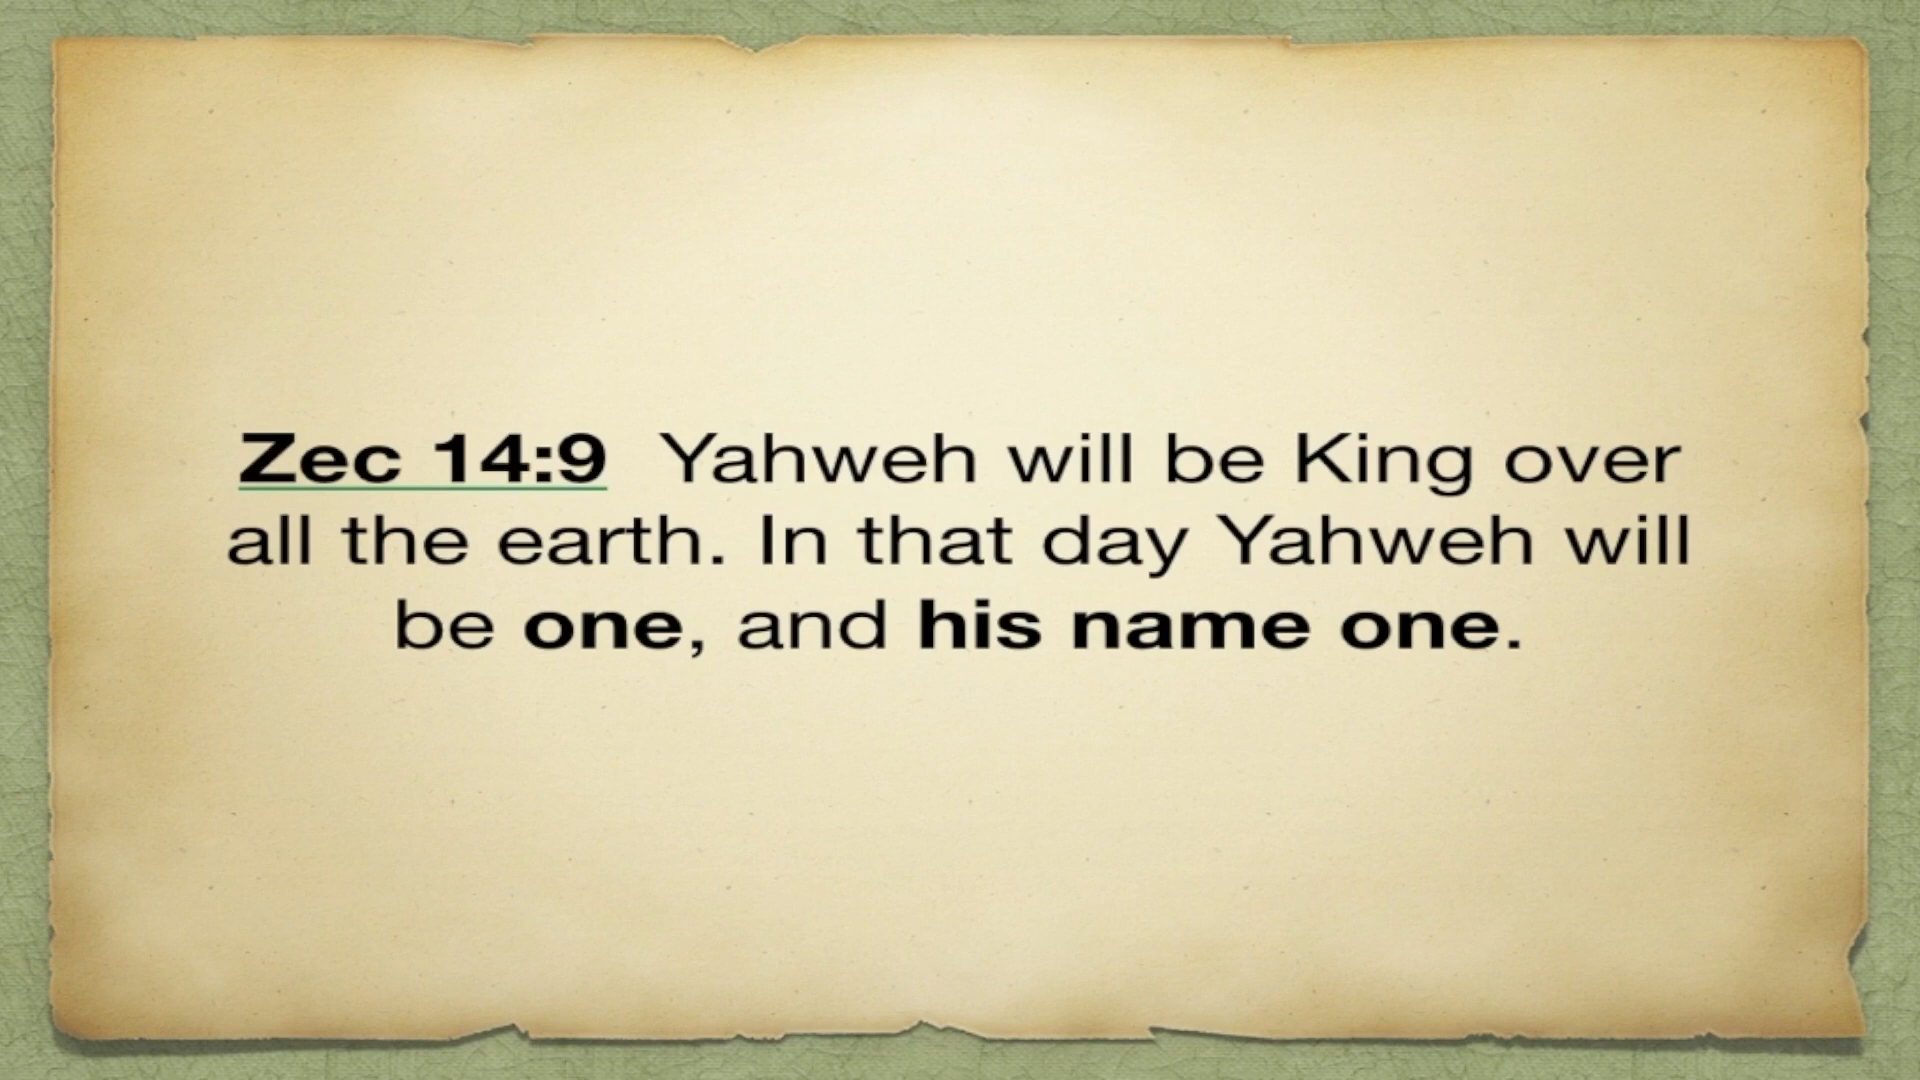 Zec 14:9  Yahweh will be King over
all the earth. In that day Yahweh will
be one, and his name one.